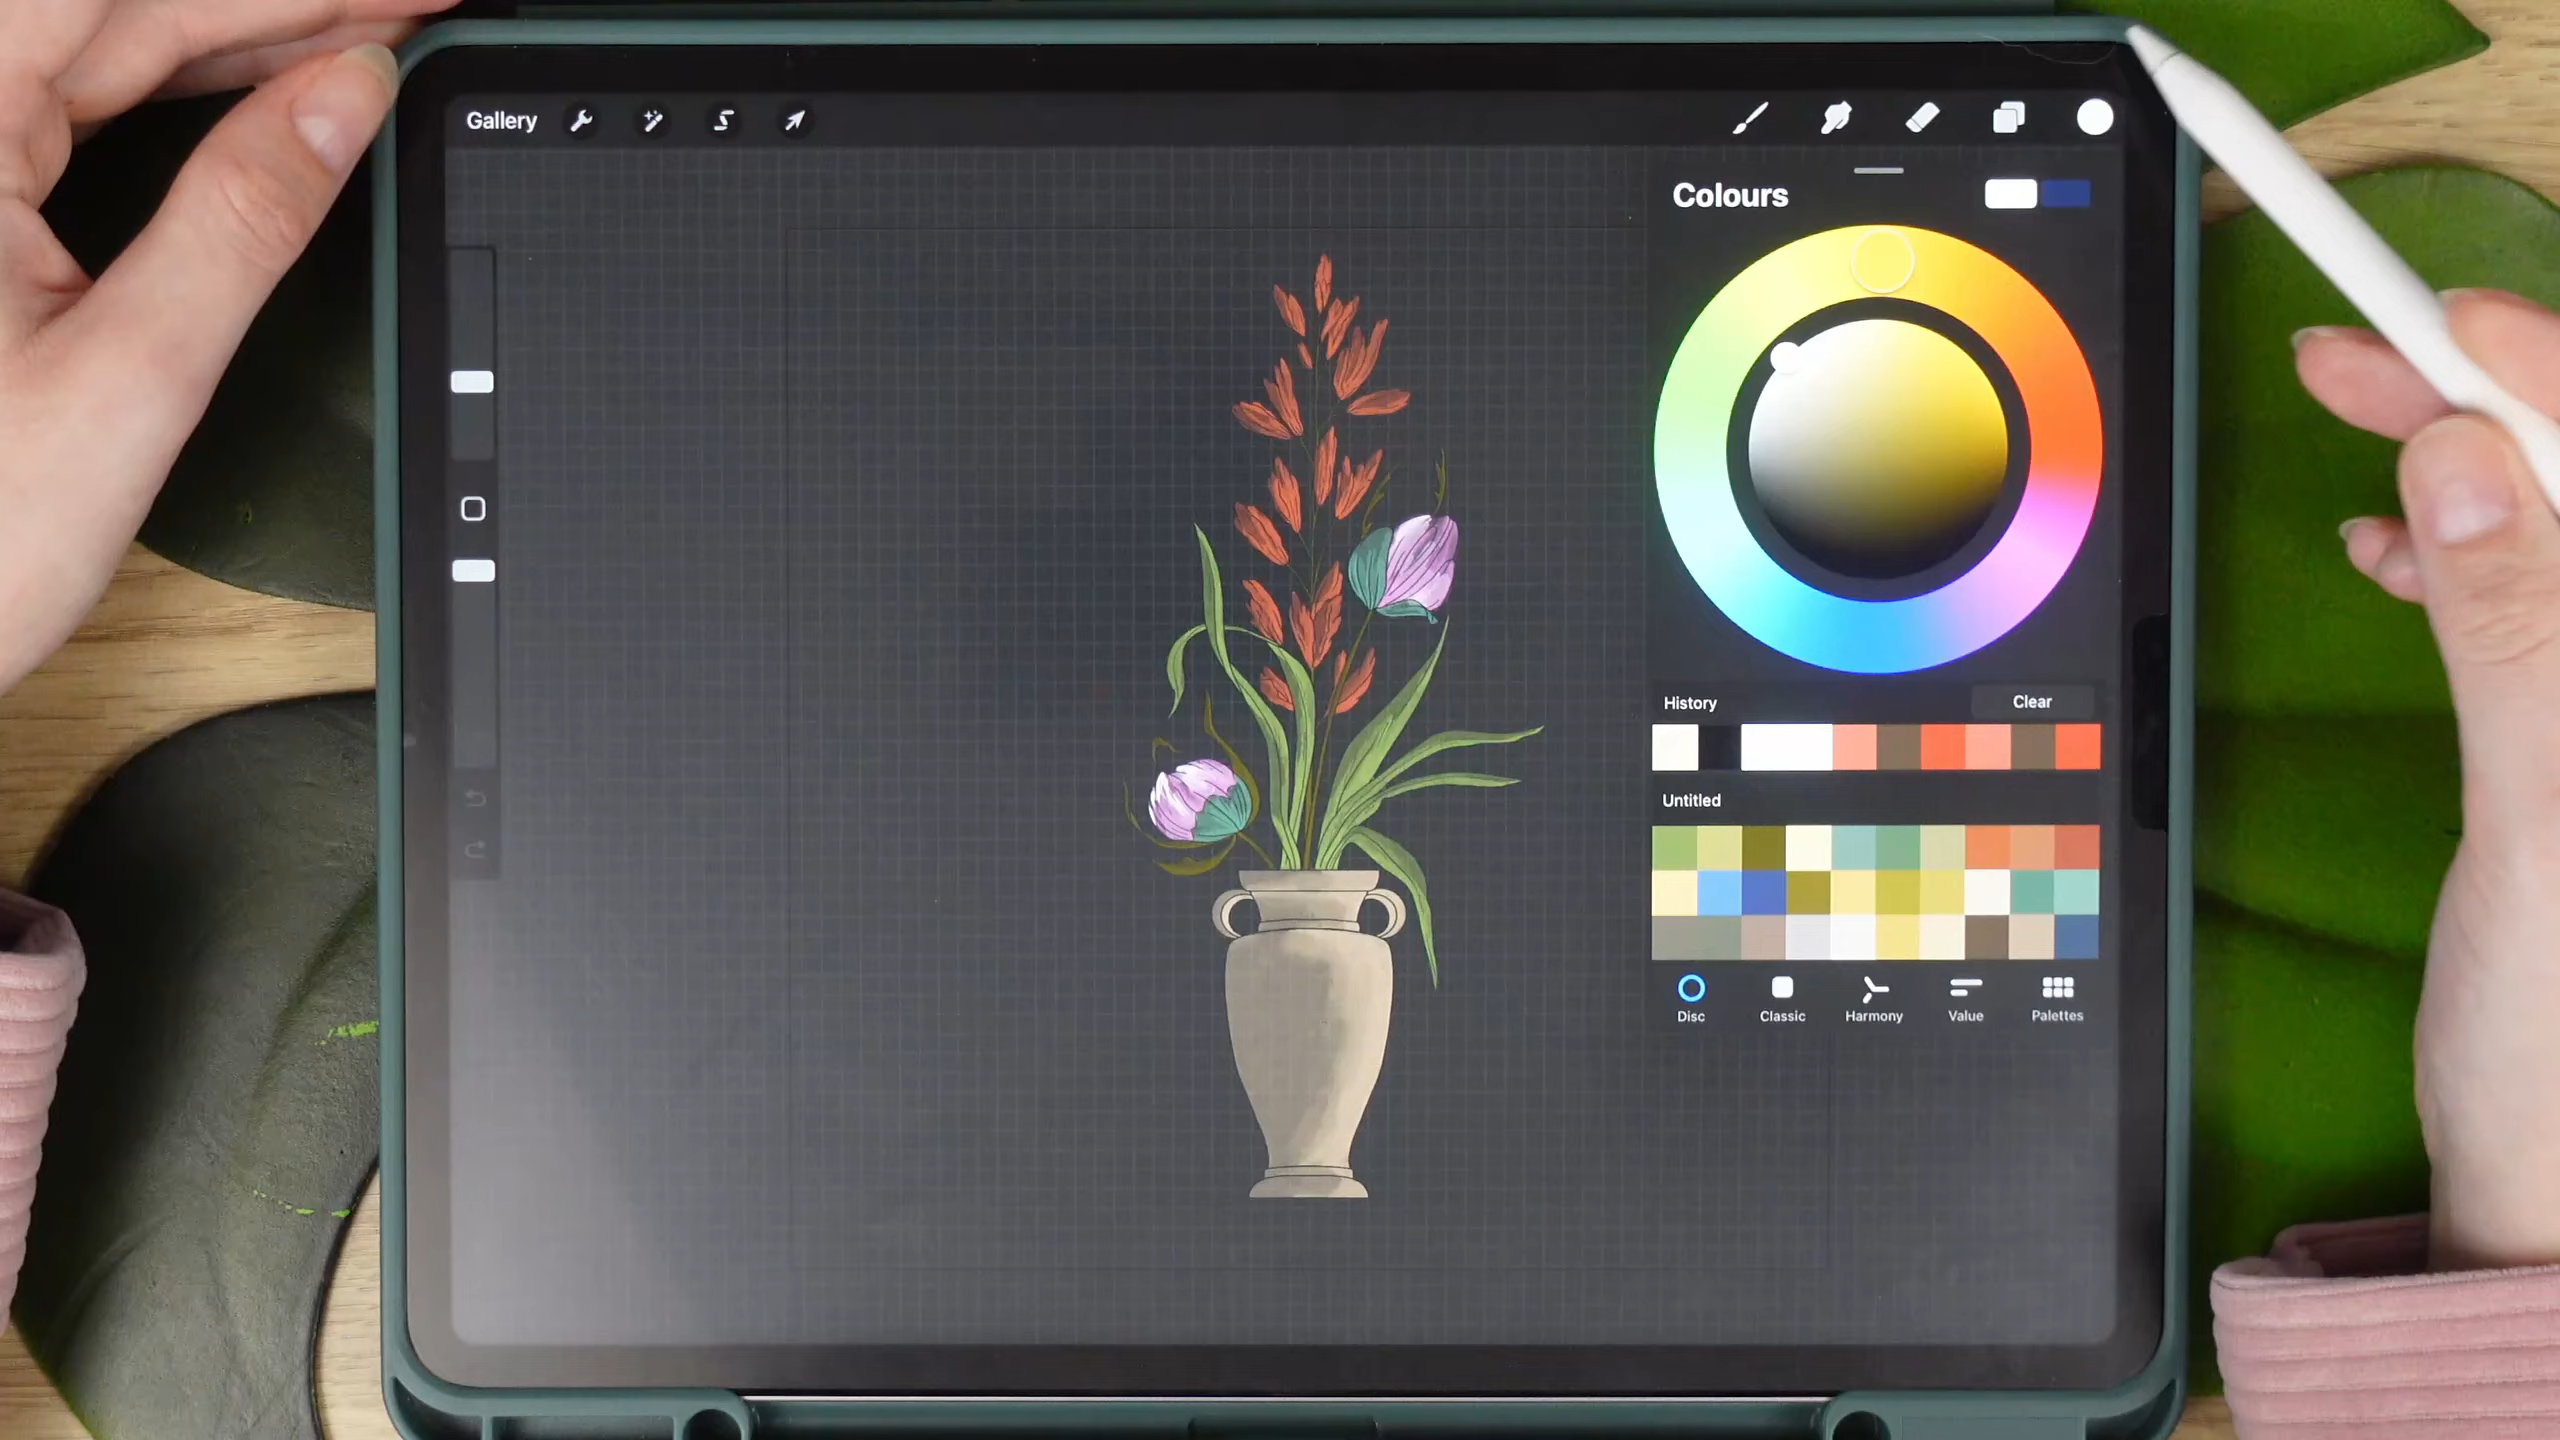 Gallery
Colours
History
Clear
Untitled
Disc
Classic
Harmony
Value
Palettes